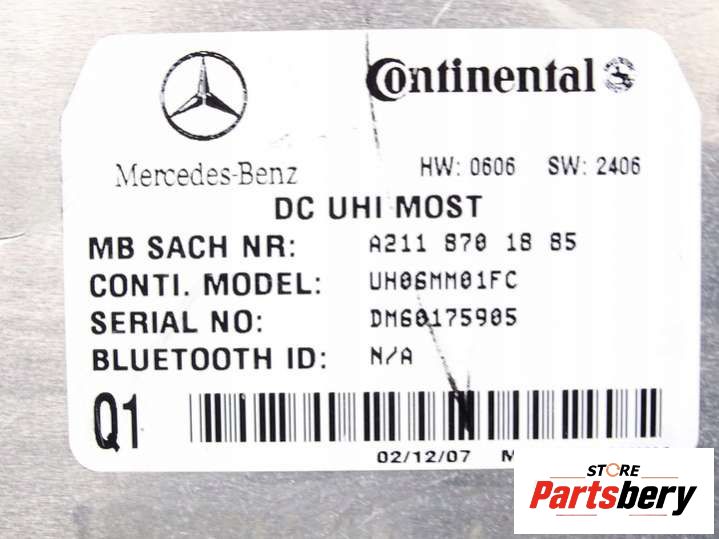 Continental
Mercedes-Benz
HW: 0606 SW: 2406
DC UHI MOST
MB SACH NR: A211 870 18 85
CONTI. MODEL: UH06MM01FC
SERIAL NO: DM60175905
BLUETOOTH ID: N/A
Q1
02/12/07 M
STORE
Partsbery